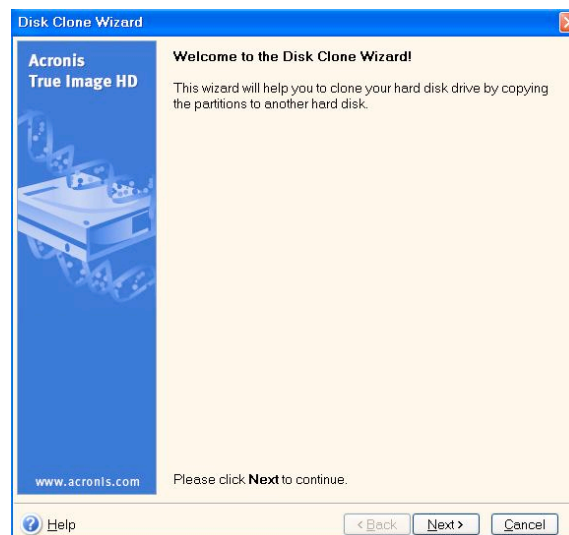 Disk Clone Wizard
Acronis
True Image HD
Welcome to the Disk Clone Wizard!
This wizard will help you to clone your hard disk drive by copying
the partitions to another hard disk.
www.acronis.com
Please click Next to continue.
Help
< Back
Next >
Cancel